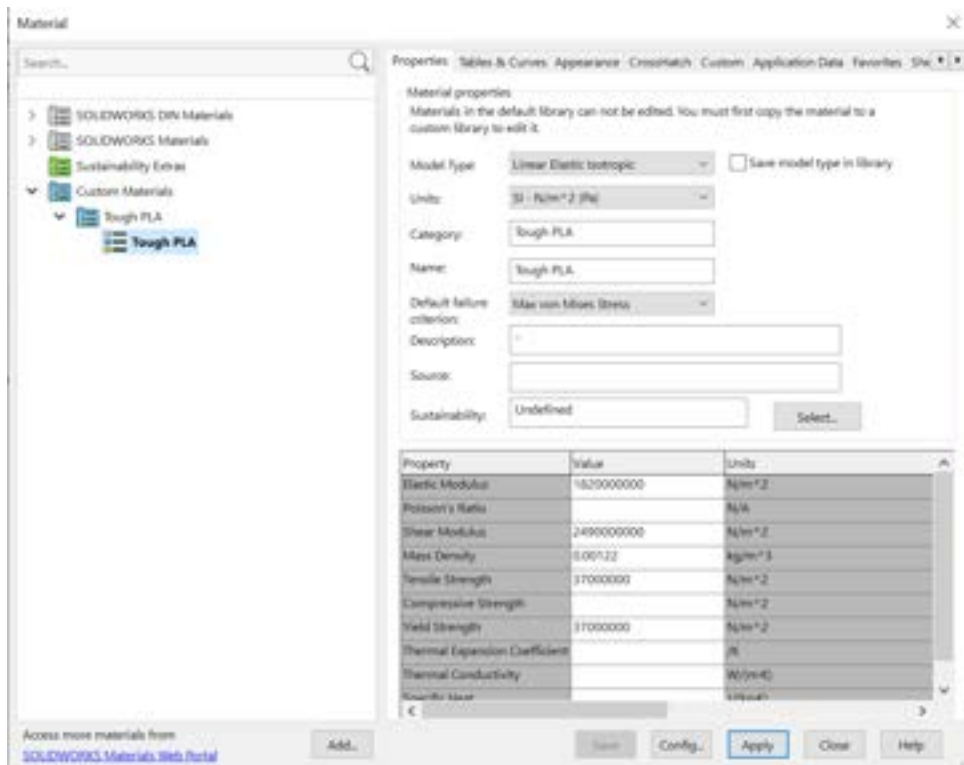 Material
Search...
SOLIDWORKS DIN Materials
SOLIDWORKS Materials
Sustainability Extras
Custom Materials
Tough PLA
Tough PLA
Access more materials from
SOLIDWORKS Materials Web Portal
Add...
Properties Tables & Curves Appearance CrossHatch Custom Application Data Favorites She
Material properties
Materials in the default library can not be edited. You must first copy the material to a
custom library to edit it.
Model Type: Linear Elastic Isotropic Save model type in library
Units: SI - N/m^2 (Pa)
Category: Tough PLA
Name: Tough PLA
Default failure
criterion: Max von Mises Stress
Description: -
Source:
Sustainability: Undefined Select...
Property Value Units
Elastic Modulus 1820000000 N/m^2
Poisson's Ratio N/A
Shear Modulus 2490000000 N/m^2
Mass Density 0.00122 kg/m^3
Tensile Strength 37000000 N/m^2
Compressive Strength N/m^2
Yield Strength 37000000 N/m^2
Thermal Expansion Coefficient /K
Thermal Conductivity W/(m·K)
Specific Heat
Save Config... Apply Close Help